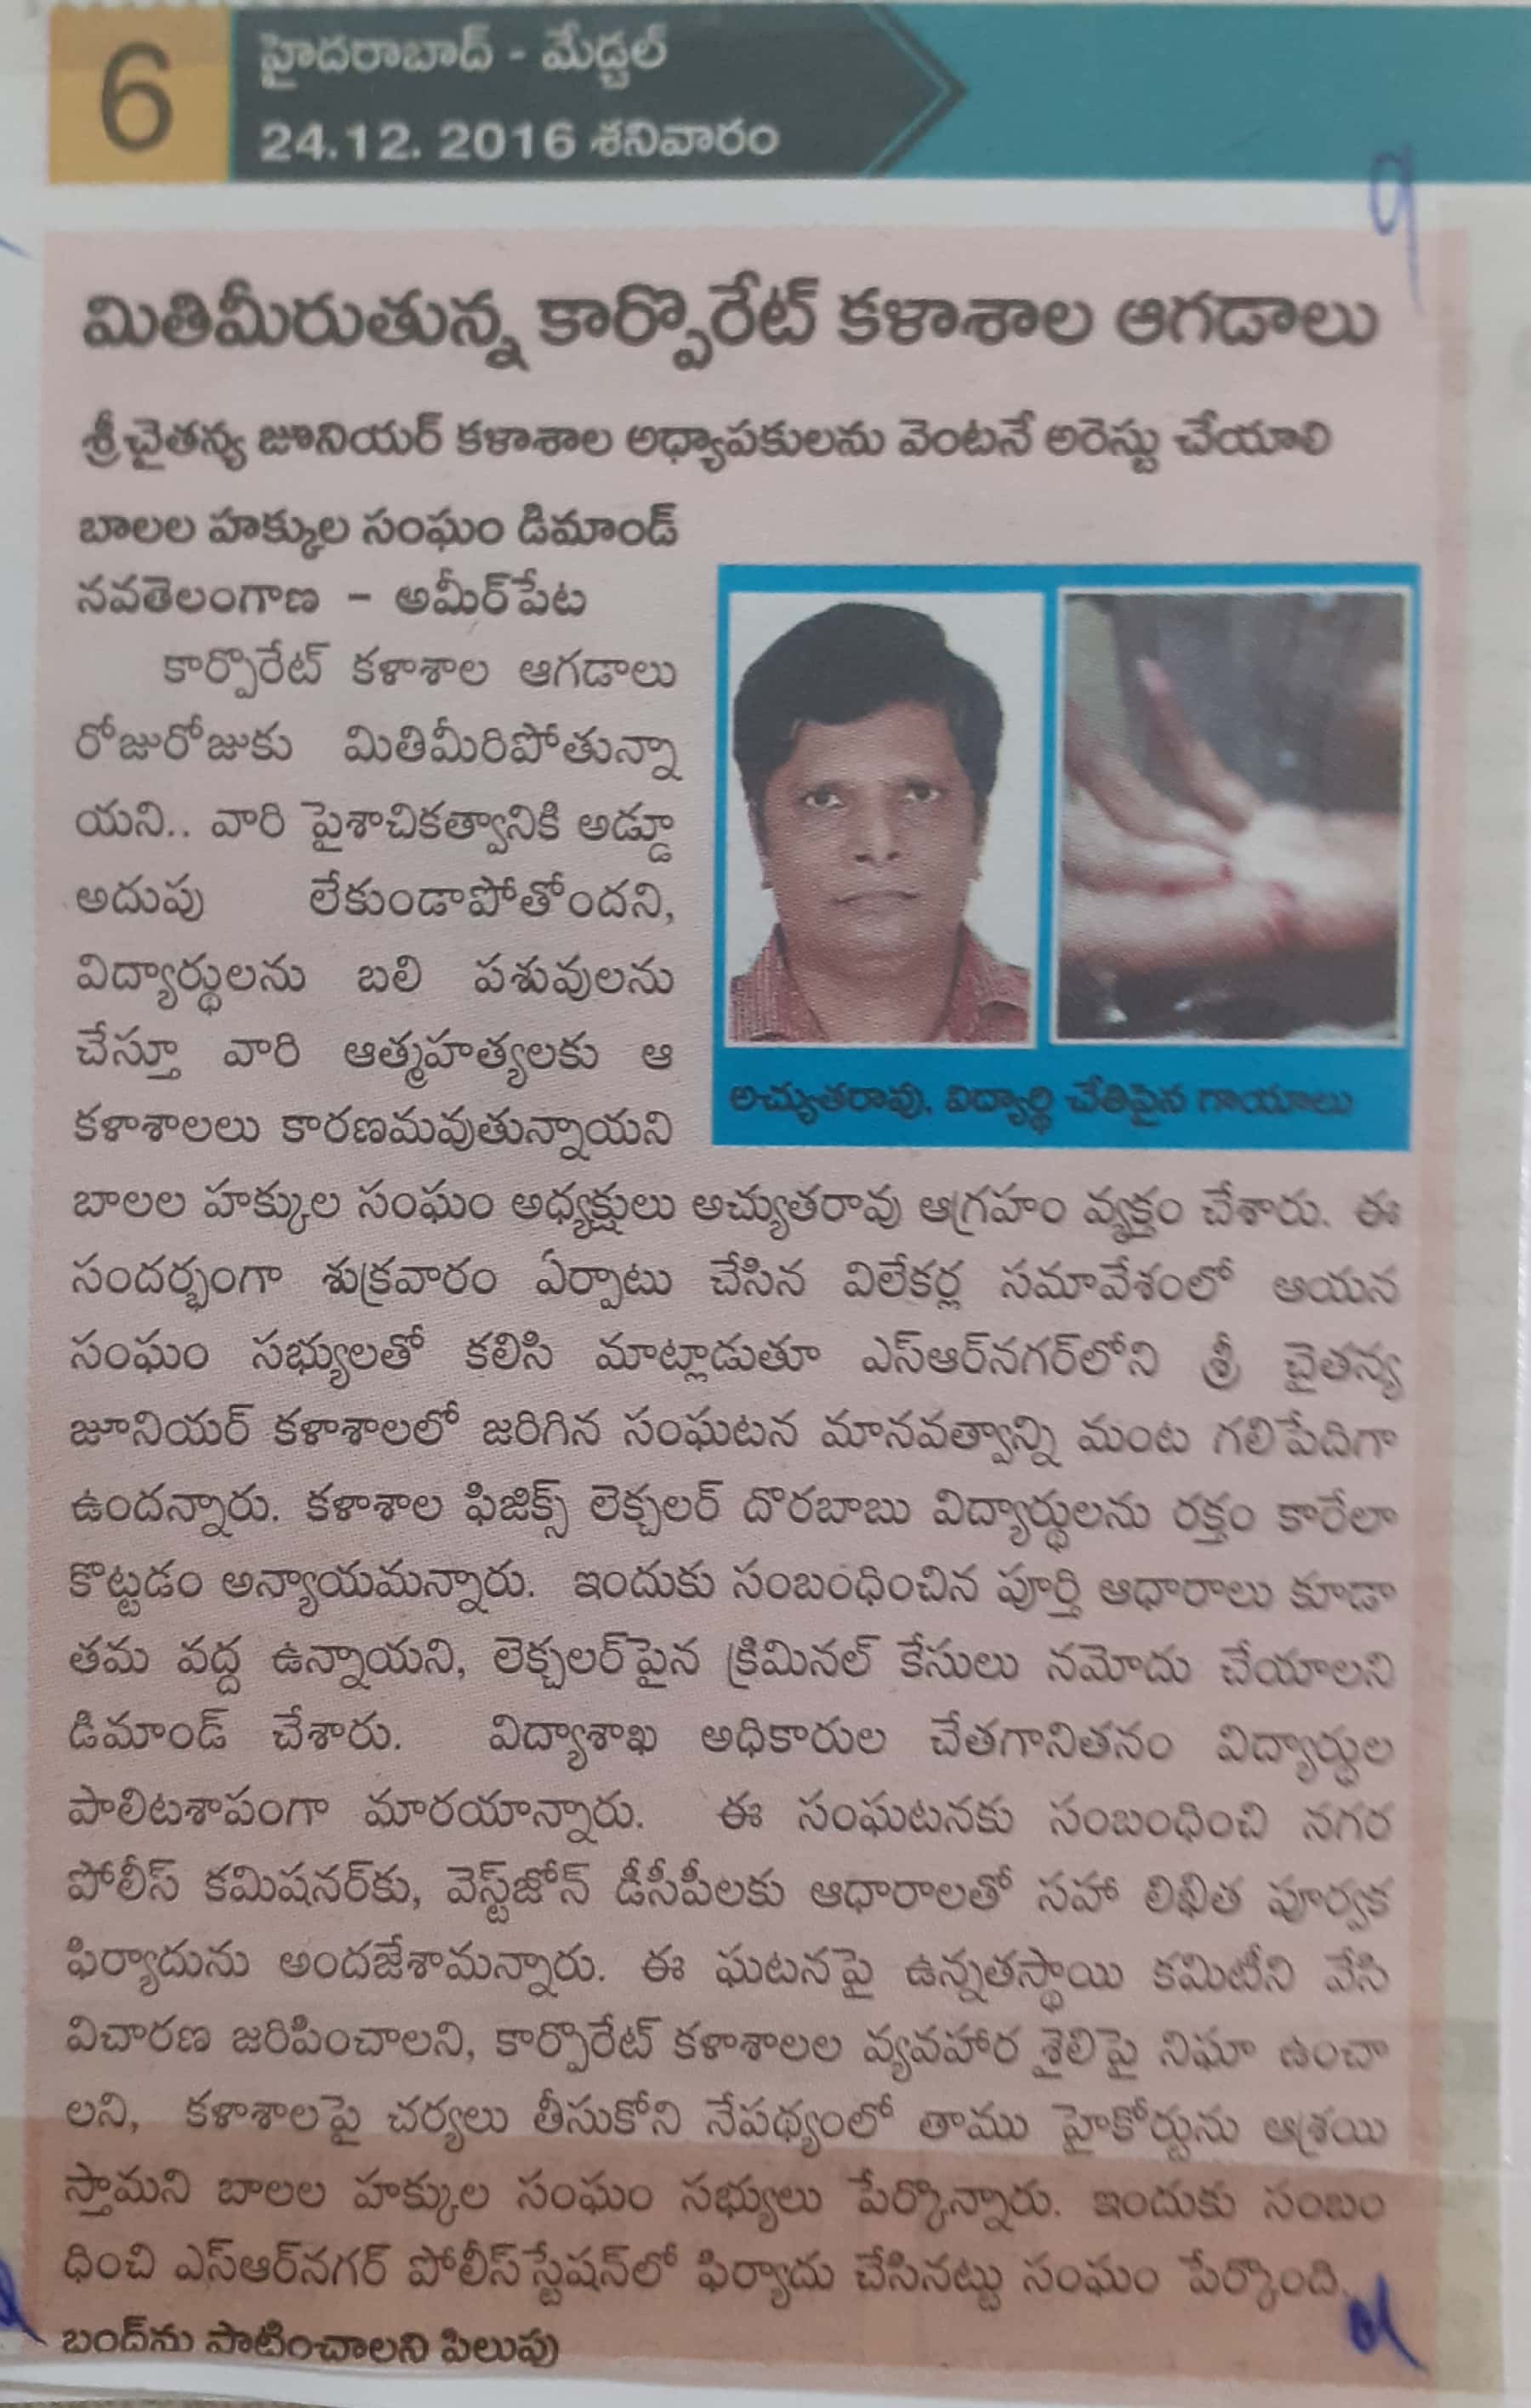 6
హైదరాబాద్ - మేడ్చల్
24.12. 2016 శనివారం
9
మితిమీరుతున్న కార్పొరేట్ కళాశాల ఆగడాలు
శ్రీచైతన్య జూనియర్ కళాశాల అధ్యాపకులను వెంటనే అరెస్టు చేయాలి
బాలల హక్కుల సంఘం డిమాండ్
నవతెలంగాణ - అమీర్‌పేట
కార్పొరేట్ కళాశాల ఆగడాలు
రోజురోజుకు మితిమీరిపోతున్నా
యని.. వారి పైశాచికత్వానికి అడ్డూ
అదుపు లేకుండాపోతోందని,
విద్యార్థులను బలి పశువులను
చేస్తూ వారి ఆత్మహత్యలకు ఆ
కళాశాలలు కారణమవుతున్నాయని
అచ్యుతరావు. విద్యార్థి చేతిపైన గాయాలు
బాలల హక్కుల సంఘం అధ్యక్షులు అచ్యుతరావు ఆగ్రహం వ్యక్తం చేశారు. ఈ
సందర్భంగా శుక్రవారం ఏర్పాటు చేసిన విలేకర్ల సమావేశంలో ఆయన
సంఘం సభ్యులతో కలిసి మాట్లాడుతూ ఎస్ఆర్‌నగర్‌లోని శ్రీ చైతన్య
జూనియర్ కళాశాలలో జరిగిన సంఘటన మానవత్వాన్ని మంట గలిపేదిగా
ఉందన్నారు. కళాశాల ఫిజిక్స్ లెక్చలర్ దొరబాబు విద్యార్థులను రక్తం కారేలా
కొట్టడం అన్యాయమన్నారు. ఇందుకు సంబంధించిన పూర్తి ఆధారాలు కూడా
తమ వద్ద ఉన్నాయని, లెక్చలర్‌పైన క్రిమినల్ కేసులు నమోదు చేయాలని
డిమాండ్ చేశారు. విద్యాశాఖ అధికారుల చేతగానితనం విద్యార్థుల
పాలిటశాపంగా మారయాన్నారు. ఈ సంఘటనకు సంబంధించి నగర
పోలీస్ కమిషనర్‌కు, వెస్ట్‌జోన్ డీసీపీలకు ఆధారాలతో సహా లిఖిత పూర్వక
ఫిర్యాదును అందజేశామన్నారు. ఈ ఘటనపై ఉన్నతస్థాయి కమిటీని వేసి
విచారణ జరిపించాలని, కార్పొరేట్ కళాశాలల వ్యవహార శైలిపై నిఘా ఉంచా
లని, కళాశాలపై చర్యలు తీసుకోని నేపథ్యంలో తాము హైకోర్టును ఆశ్రయి
స్తామని బాలల హక్కుల సంఘం సభ్యులు పేర్కొన్నారు. ఇందుకు సంబం
ధించి ఎస్ఆర్‌నగర్ పోలీస్‌స్టేషన్‌లో ఫిర్యాదు చేసినట్టు సంఘం పేర్కొంది.
బంద్‌ను పాటించాలని పిలుపు